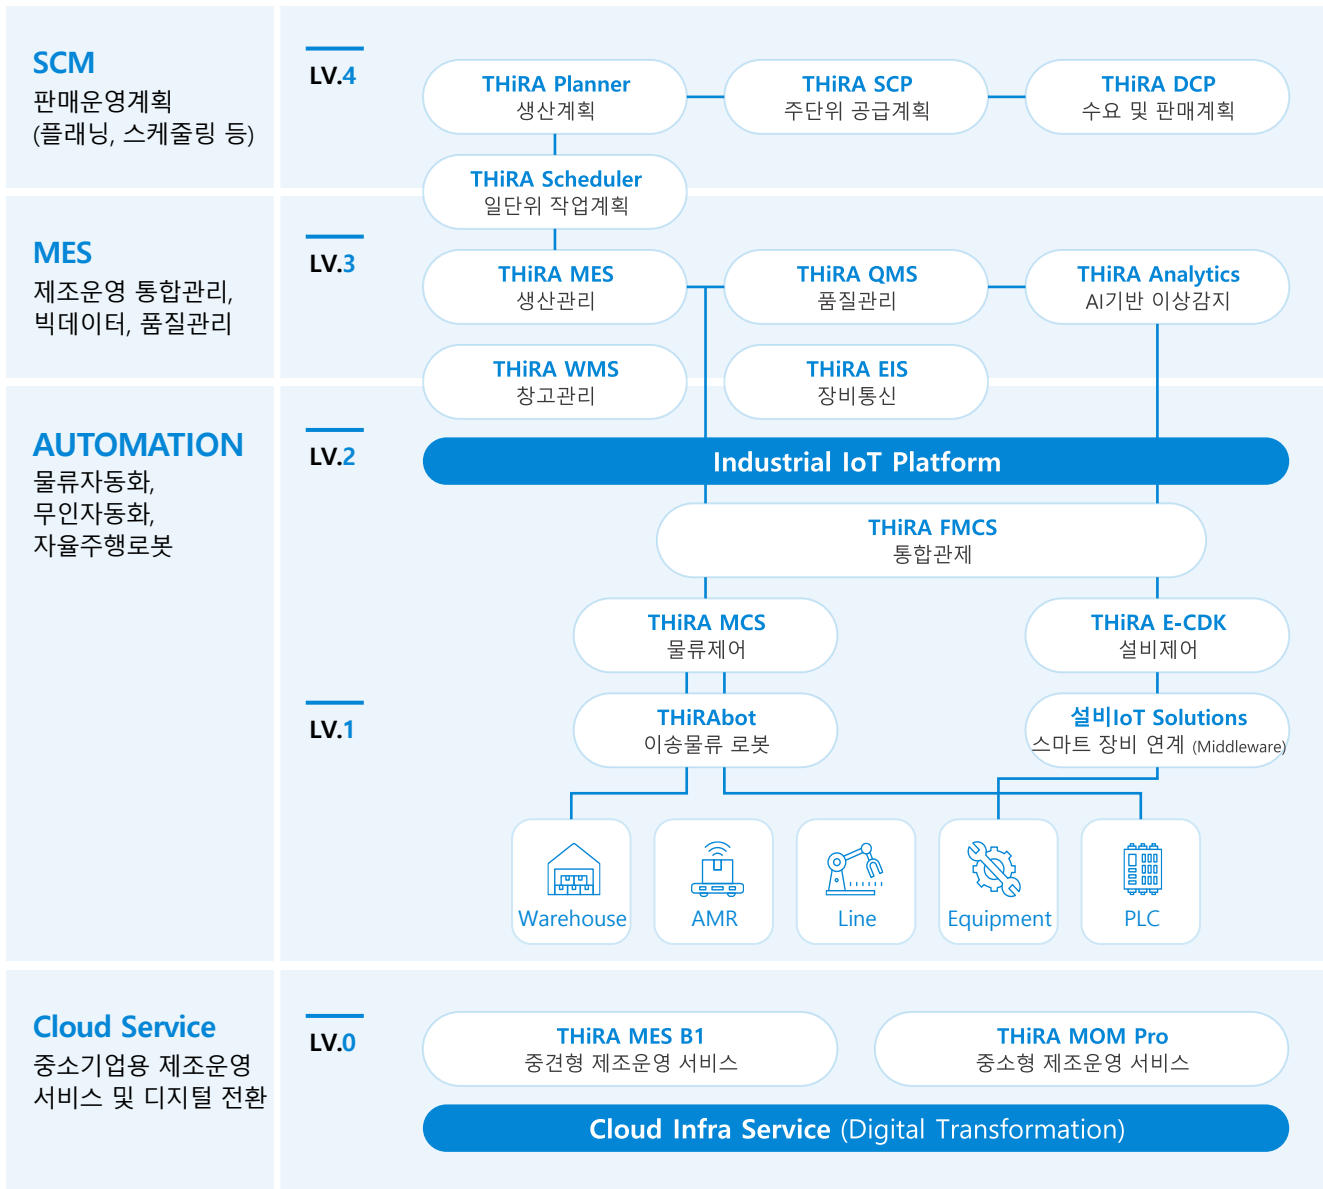 SCM
판매운영계획
(플래닝, 스케줄링 등)
LV.4
THiRA Planner
생산계획
THiRA SCP
주단위 공급계획
THiRA DCP
수요 및 판매계획
THiRA Scheduler
일단위 작업계획
MES
제조운영 통합관리,
빅데이터, 품질관리
LV.3
THiRA MES
생산관리
THiRA QMS
품질관리
THiRA Analytics
AI기반 이상감지
THiRA WMS
창고관리
THiRA EIS
장비통신
AUTOMATION
물류자동화,
무인자동화,
자율주행로봇
LV.2
Industrial IoT Platform
THiRA FMCS
통합관제
THiRA MCS
물류제어
THiRA E-CDK
설비제어
LV.1
THiRAbot
이송물류 로봇
설비IoT Solutions
스마트 장비 연계 (Middleware)
Warehouse
AMR
Line
Equipment
PLC
Cloud Service
중소기업용 제조운영
서비스 및 디지털 전환
LV.0
THiRA MES B1
중견형 제조운영 서비스
THiRA MOM Pro
중소형 제조운영 서비스
Cloud Infra Service (Digital Transformation)